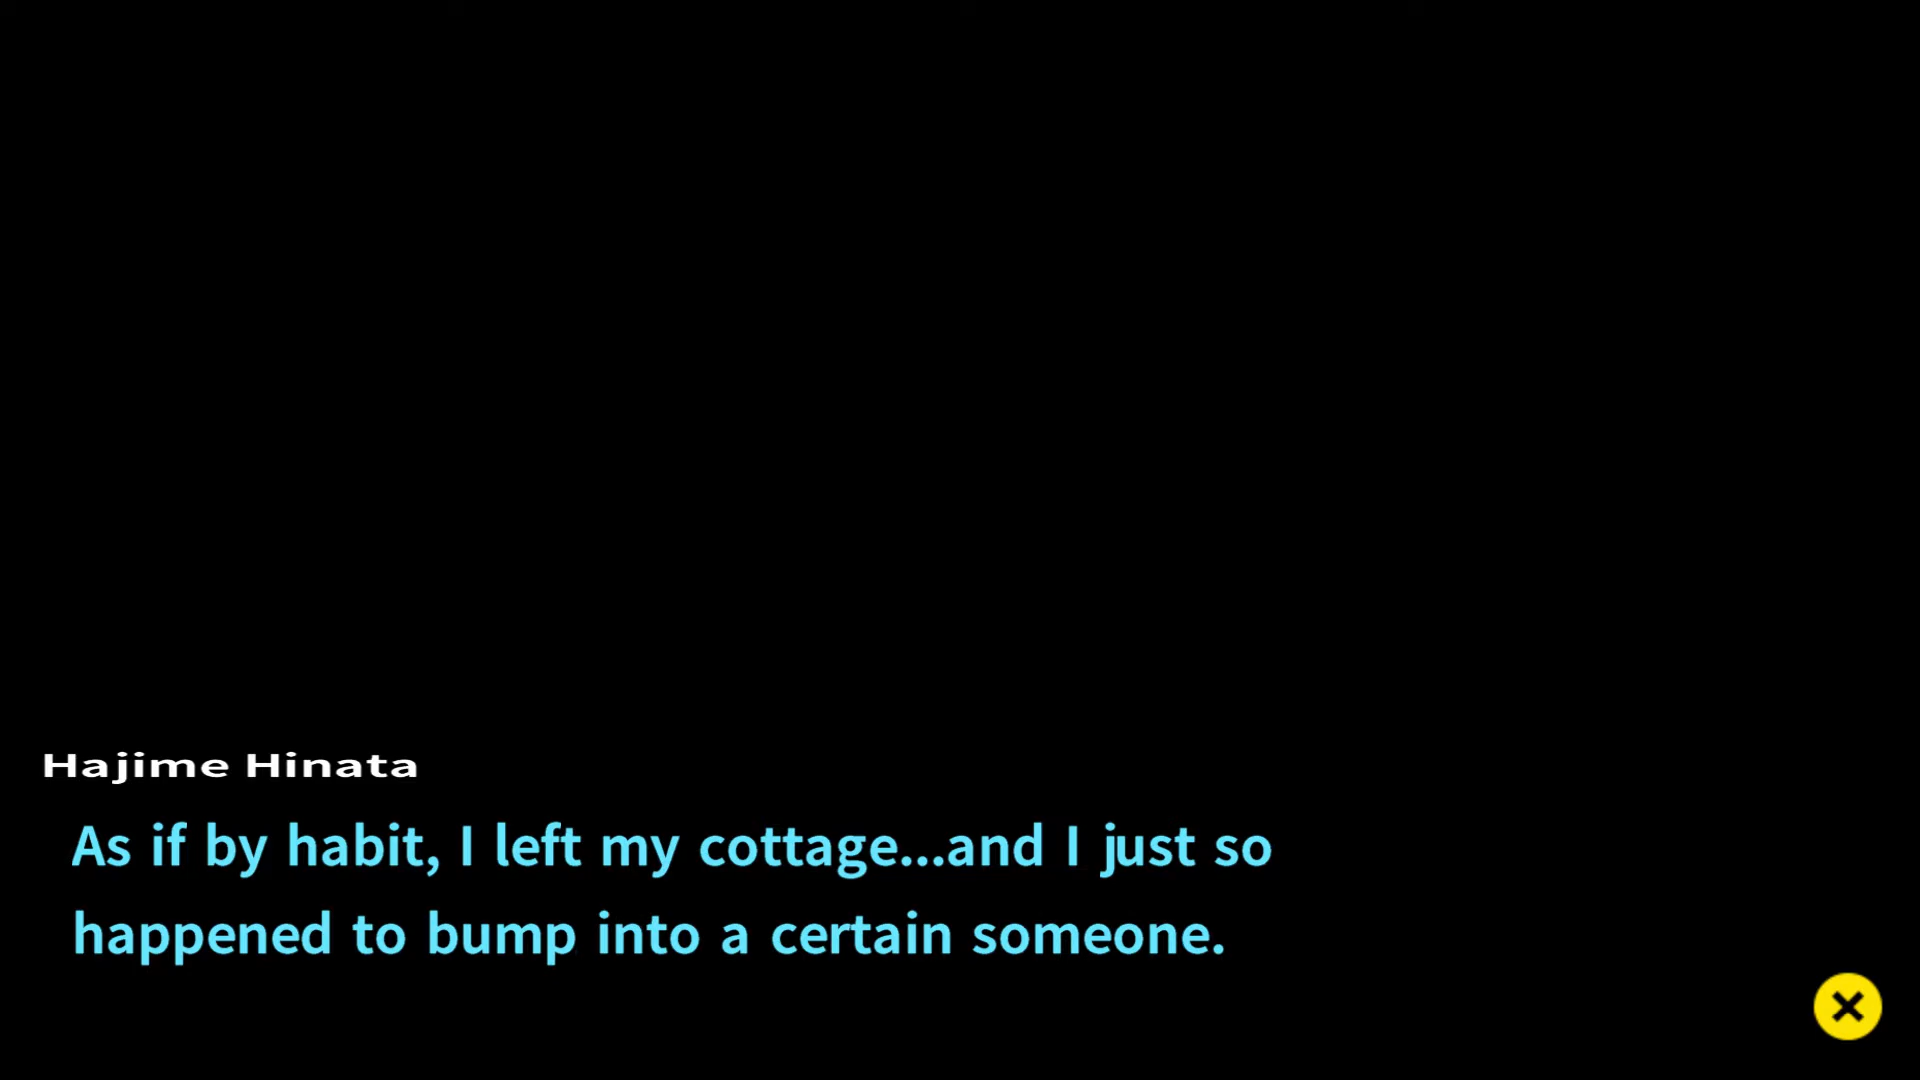 Hajime Hinata
As if by habit, I left my cottage...and I just so
happened to bump into a certain someone.